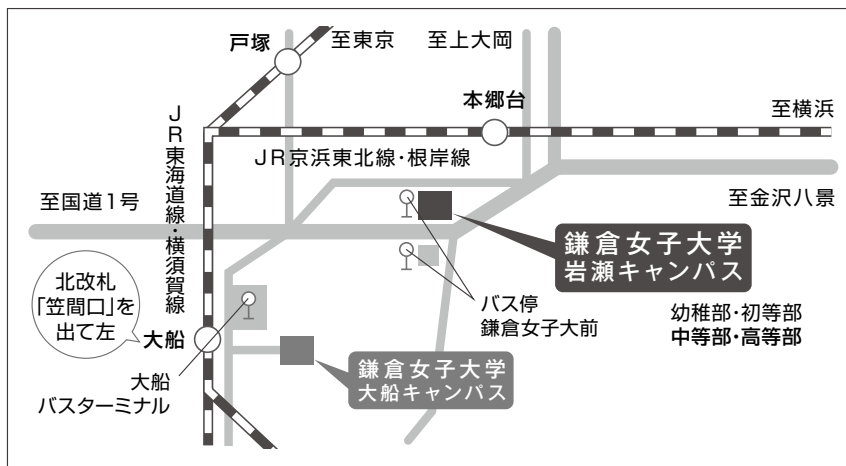 戸塚
至東京
至上大岡
本郷台
至横浜
JR京浜東北線・根岸線
JR東海道線・横須賀線
至国道1号
至金沢八景
鎌倉女子大学
岩瀬キャンパス
幼稚部・初等部
中等部・高等部
バス停
鎌倉女子大前
北改札
「笠間口」を
出て左
大船
大船
バスターミナル
鎌倉女子大学
大船キャンパス